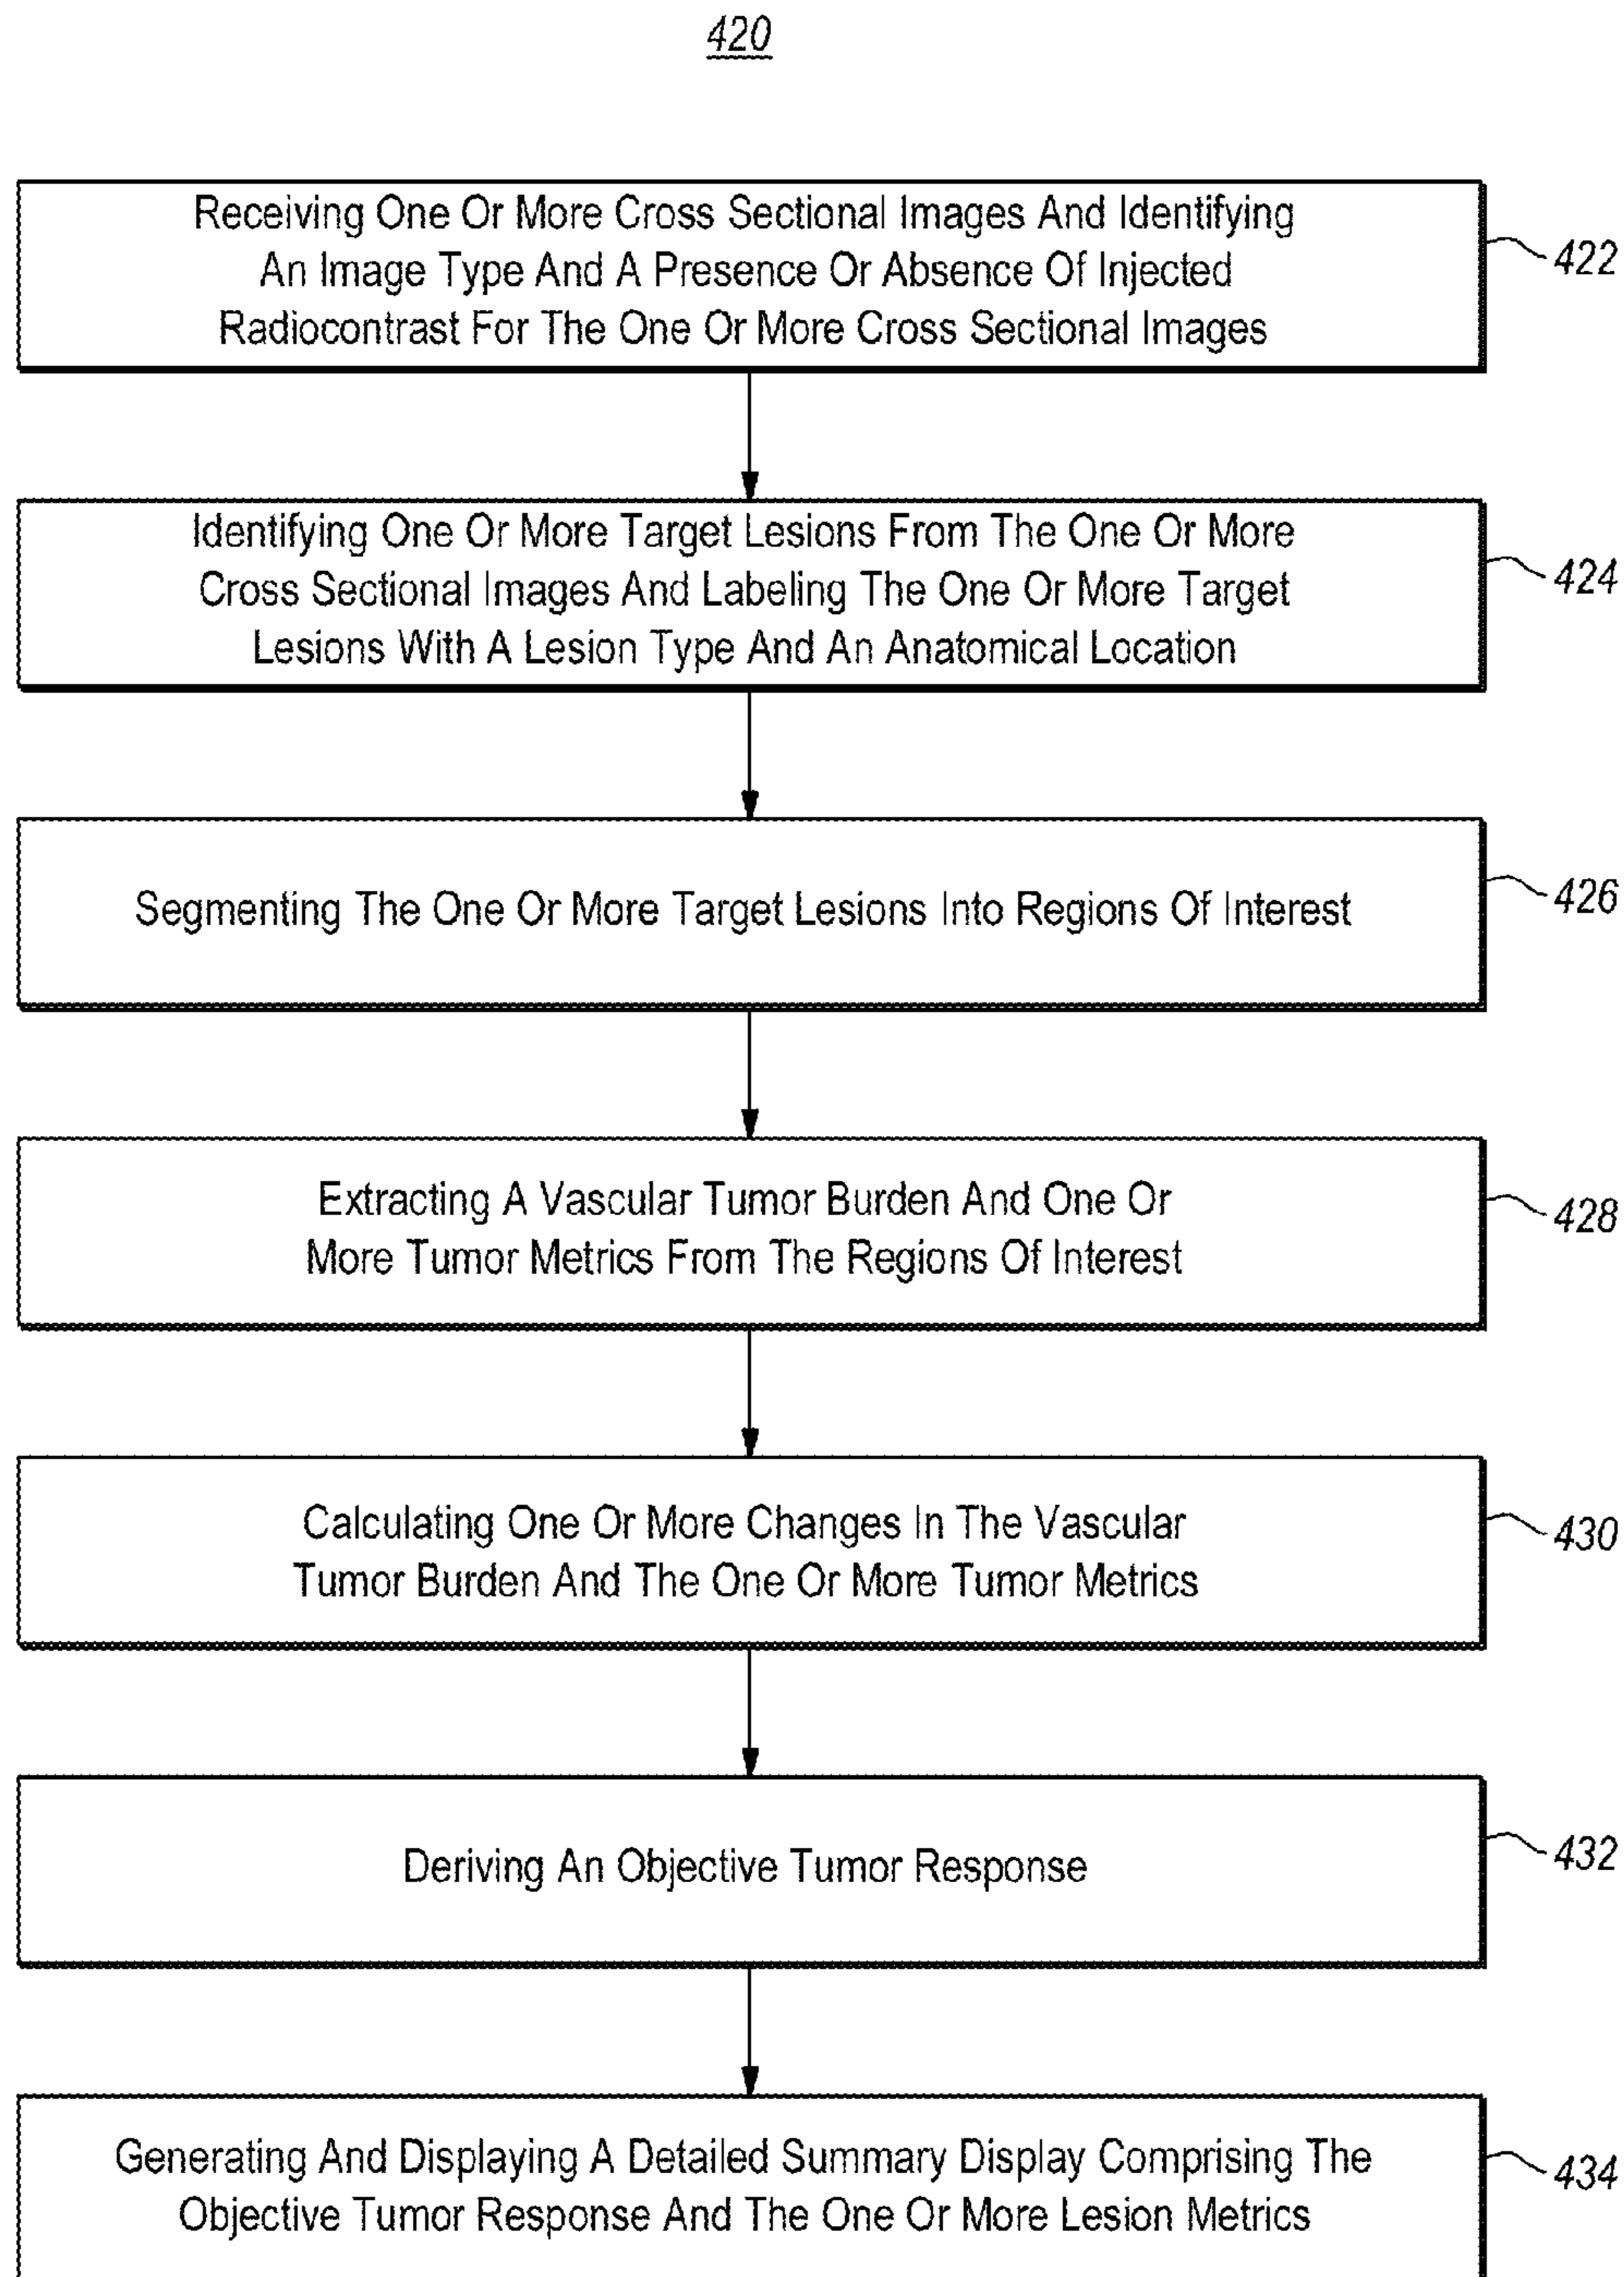 420
Receiving One Or More Cross Sectional Images And Identifying
An Image Type And A Presence Or Absence Of Injected
Radiocontrast For The One Or More Cross Sectional Images
422
Identifying One Or More Target Lesions From The One Or More
Cross Sectional Images And Labeling The One Or More Target
Lesions With A Lesion Type And An Anatomical Location
424
Segmenting The One Or More Target Lesions Into Regions Of Interest
426
Extracting A Vascular Tumor Burden And One Or
More Tumor Metrics From The Regions Of Interest
428
Calculating One Or More Changes In The Vascular
Tumor Burden And The One Or More Tumor Metrics
430
Deriving An Objective Tumor Response
432
Generating And Displaying A Detailed Summary Display Comprising The
Objective Tumor Response And The One Or More Lesion Metrics
434